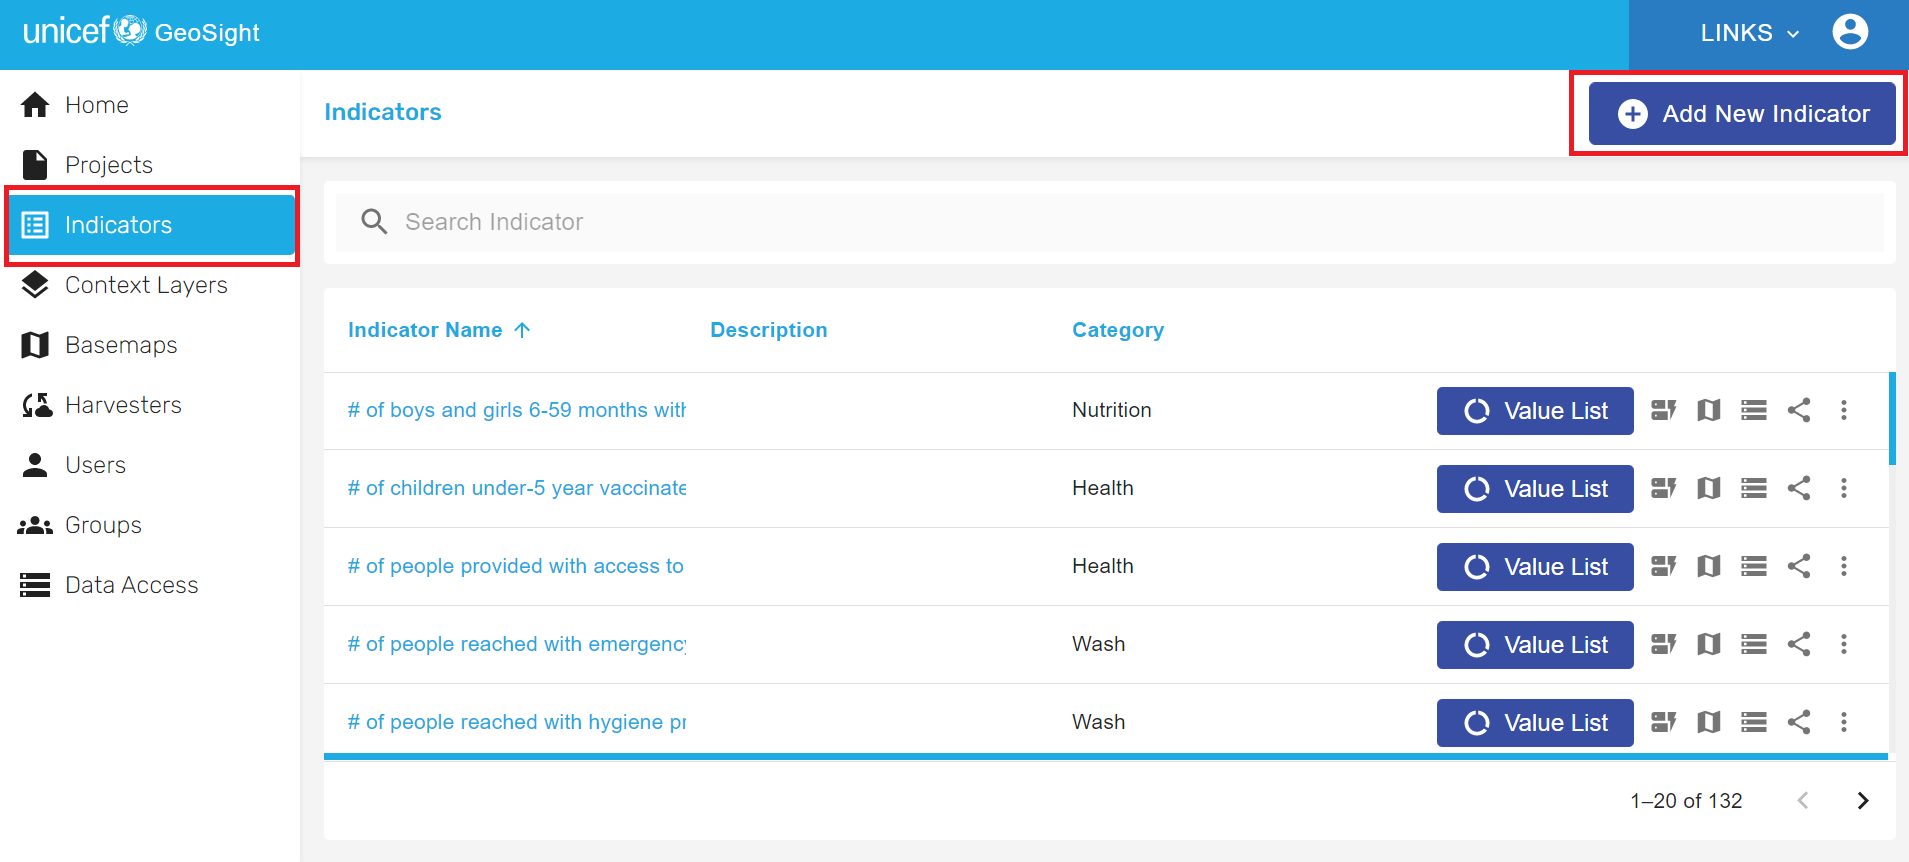 unicef GeoSight
LINKS
Home
Projects
Indicators
Context Layers
Basemaps
Harvesters
Users
Groups
Data Access
Indicators
Add New Indicator
Search Indicator
Indicator Name Description Category
# of boys and girls 6-59 months with Nutrition Value List
# of children under-5 year vaccinate Health Value List
# of people provided with access to Health Value List
# of people reached with emergency Wash Value List
# of people reached with hygiene pr Wash Value List
1–20 of 132